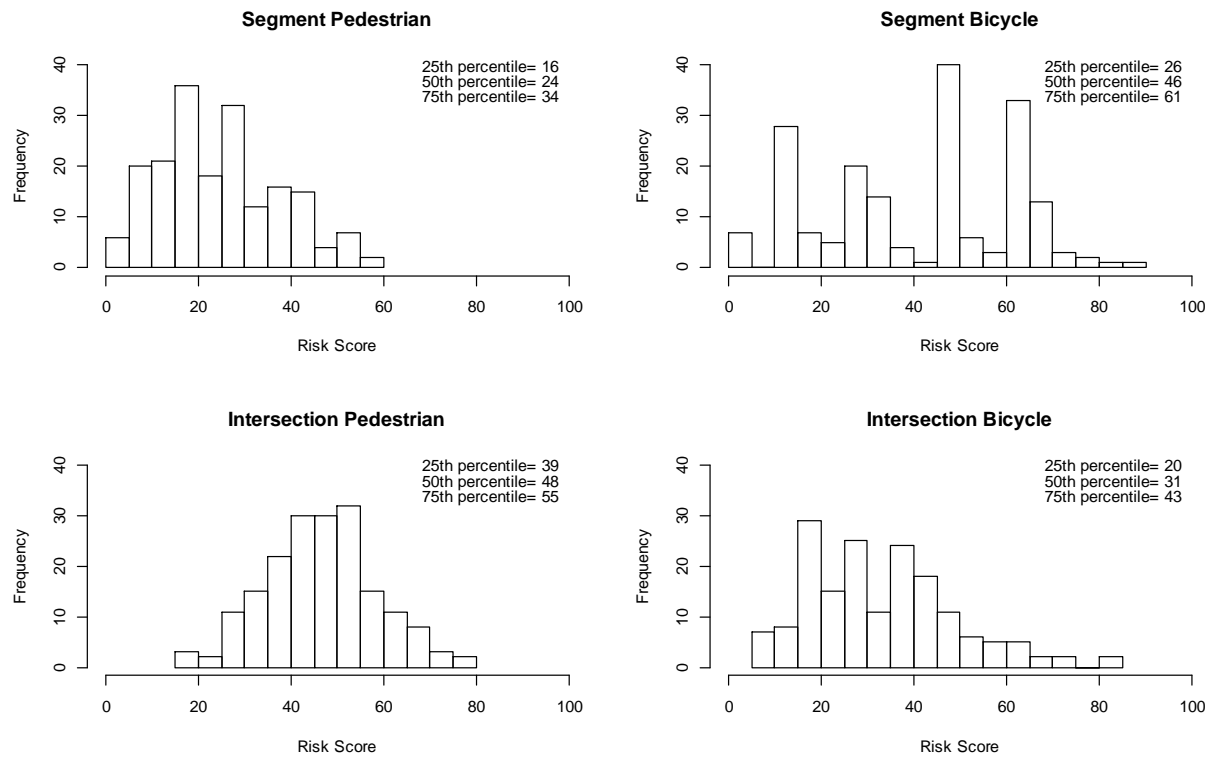 Segment Pedestrian
25th percentile= 16
50th percentile= 24
75th percentile= 34
Frequency
0 10 20 30 40
0 20 40 60 80 100
Risk Score
Segment Bicycle
25th percentile= 26
50th percentile= 46
75th percentile= 61
Frequency
0 10 20 30 40
0 20 40 60 80 100
Risk Score
Intersection Pedestrian
25th percentile= 39
50th percentile= 48
75th percentile= 55
Frequency
0 10 20 30 40
0 20 40 60 80 100
Risk Score
Intersection Bicycle
25th percentile= 20
50th percentile= 31
75th percentile= 43
Frequency
0 10 20 30 40
0 20 40 60 80 100
Risk Score